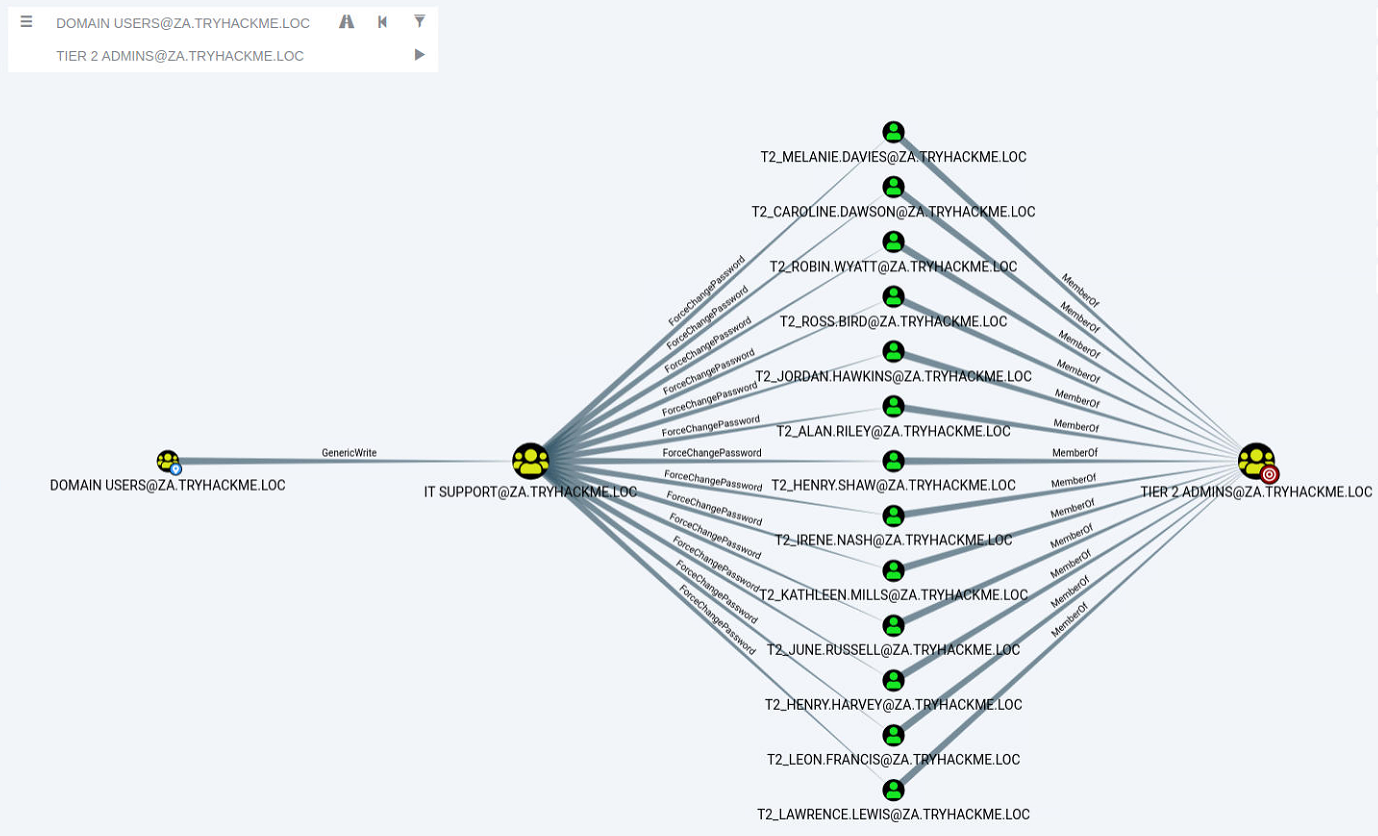 DOMAIN USERS@ZA.TRYHACKME.LOC
TIER 2 ADMINS@ZA.TRYHACKME.LOC
T2_MELANIE.DAVIES@ZA.TRYHACKME.LOC
T2_CAROLINE.DAWSON@ZA.TRYHACKME.LOC
T2_ROBIN.WYATT@ZA.TRYHACKME.LOC
T2_ROSS.BIRD@ZA.TRYHACKME.LOC
T2_JORDAN.HAWKINS@ZA.TRYHACKME.LOC
T2_ALAN.RILEY@ZA.TRYHACKME.LOC
T2_HENRY.SHAW@ZA.TRYHACKME.LOC
T2_IRENE.NASH@ZA.TRYHACKME.LOC
T2_KATHLEEN.MILLS@ZA.TRYHACKME.LOC
T2_JUNE.RUSSELL@ZA.TRYHACKME.LOC
T2_HENRY.HARVEY@ZA.TRYHACKME.LOC
T2_LEON.FRANCIS@ZA.TRYHACKME.LOC
T2_LAWRENCE.LEWIS@ZA.TRYHACKME.LOC
ForceChangePassword
ForceChangePassword
ForceChangePassword
ForceChangePassword
ForceChangePassword
ForceChangePassword
ForceChangePassword
ForceChangePassword
ForceChangePassword
ForceChangePassword
ForceChangePassword
ForceChangePassword
ForceChangePassword
MemberOf
MemberOf
MemberOf
MemberOf
MemberOf
MemberOf
MemberOf
MemberOf
MemberOf
MemberOf
MemberOf
MemberOf
MemberOf
GenericWrite
DOMAIN USERS@ZA.TRYHACKME.LOC
IT SUPPORT@ZA.TRYHACKME.LOC
TIER 2 ADMINS@ZA.TRYHACKME.LOC